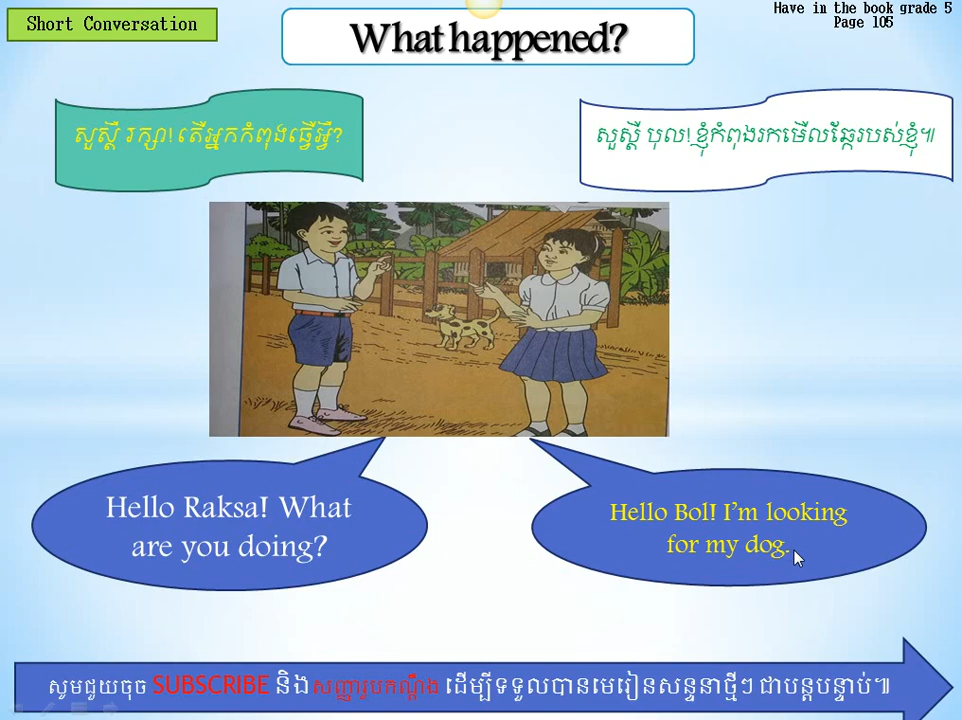 Short Conversation
What happened?
Have in the book grade 5
Page 105
សួស្តី រក្សា! តើអ្នកកំពុងធ្វើអ្វី?
សួស្តី បុល! ខ្ញុំកំពុងរកមើលឆ្កែរបស់ខ្ញុំ៕
Hello Raksa! What
are you doing?
Hello Bol! I'm looking
for my dog.
សូមជួយចុច SUBSCRIBE និងសញ្ញារូបកណ្ដឹង ដើម្បីទទួលបានមេរៀនសន្ទនាថ្មីៗ ជាបន្តបន្ទាប់៕